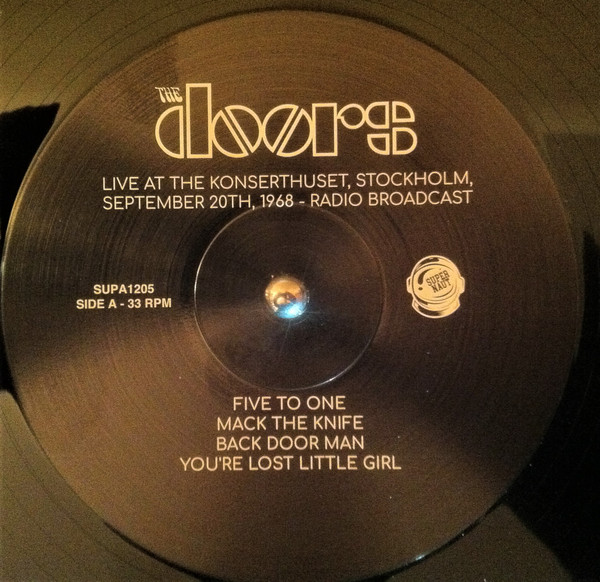 THE
doors
LIVE AT THE KONSERTHUSET, STOCKHOLM,
SEPTEMBER 20TH, 1968 - RADIO BROADCAST
SUPA1205
SIDE A - 33 RPM
SUPER
NAUT
FIVE TO ONE
MACK THE KNIFE
BACK DOOR MAN
YOU'RE LOST LITTLE GIRL